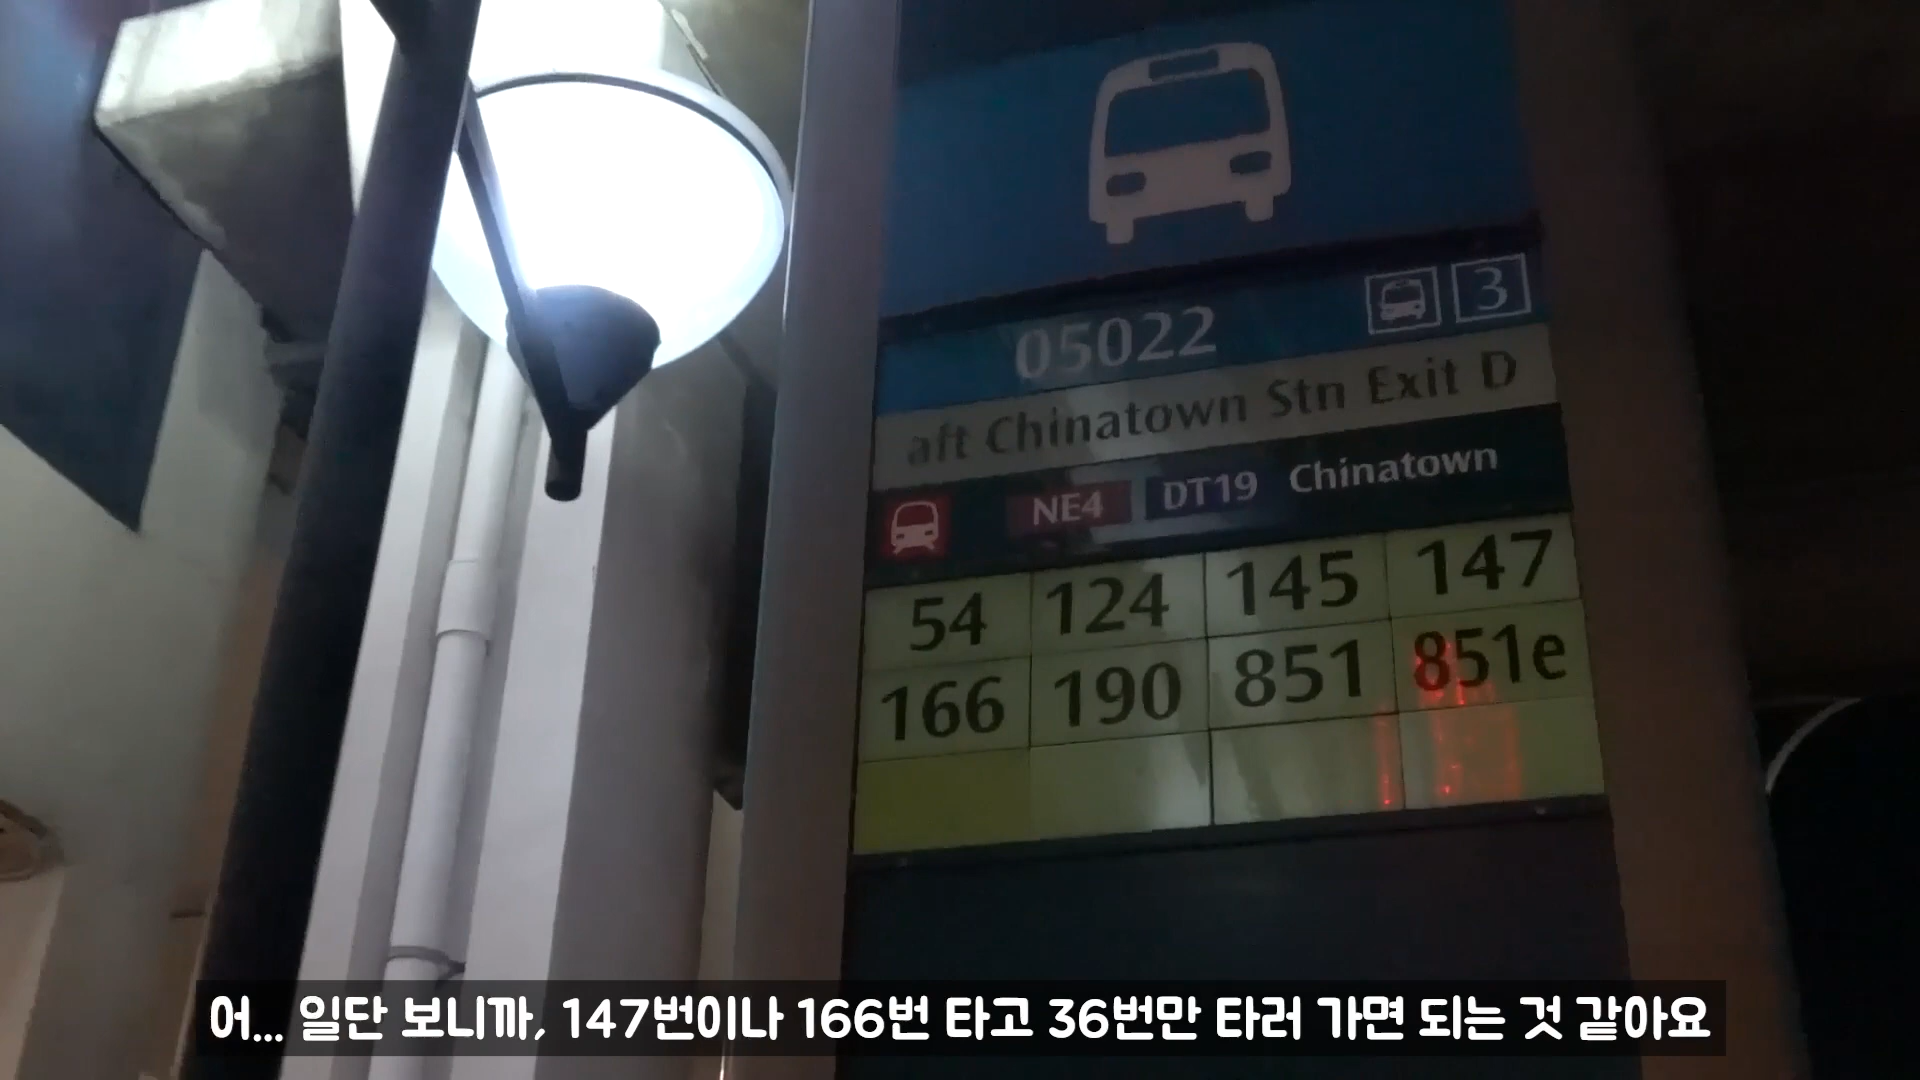 05022 3
aft Chinatown Stn Exit D
NE4 DT19 Chinatown
54 124 145 147
166 190 851 851e
어... 일단 보니까, 147번이나 166번 타고 36번만 타러 가면 되는 것 같아요